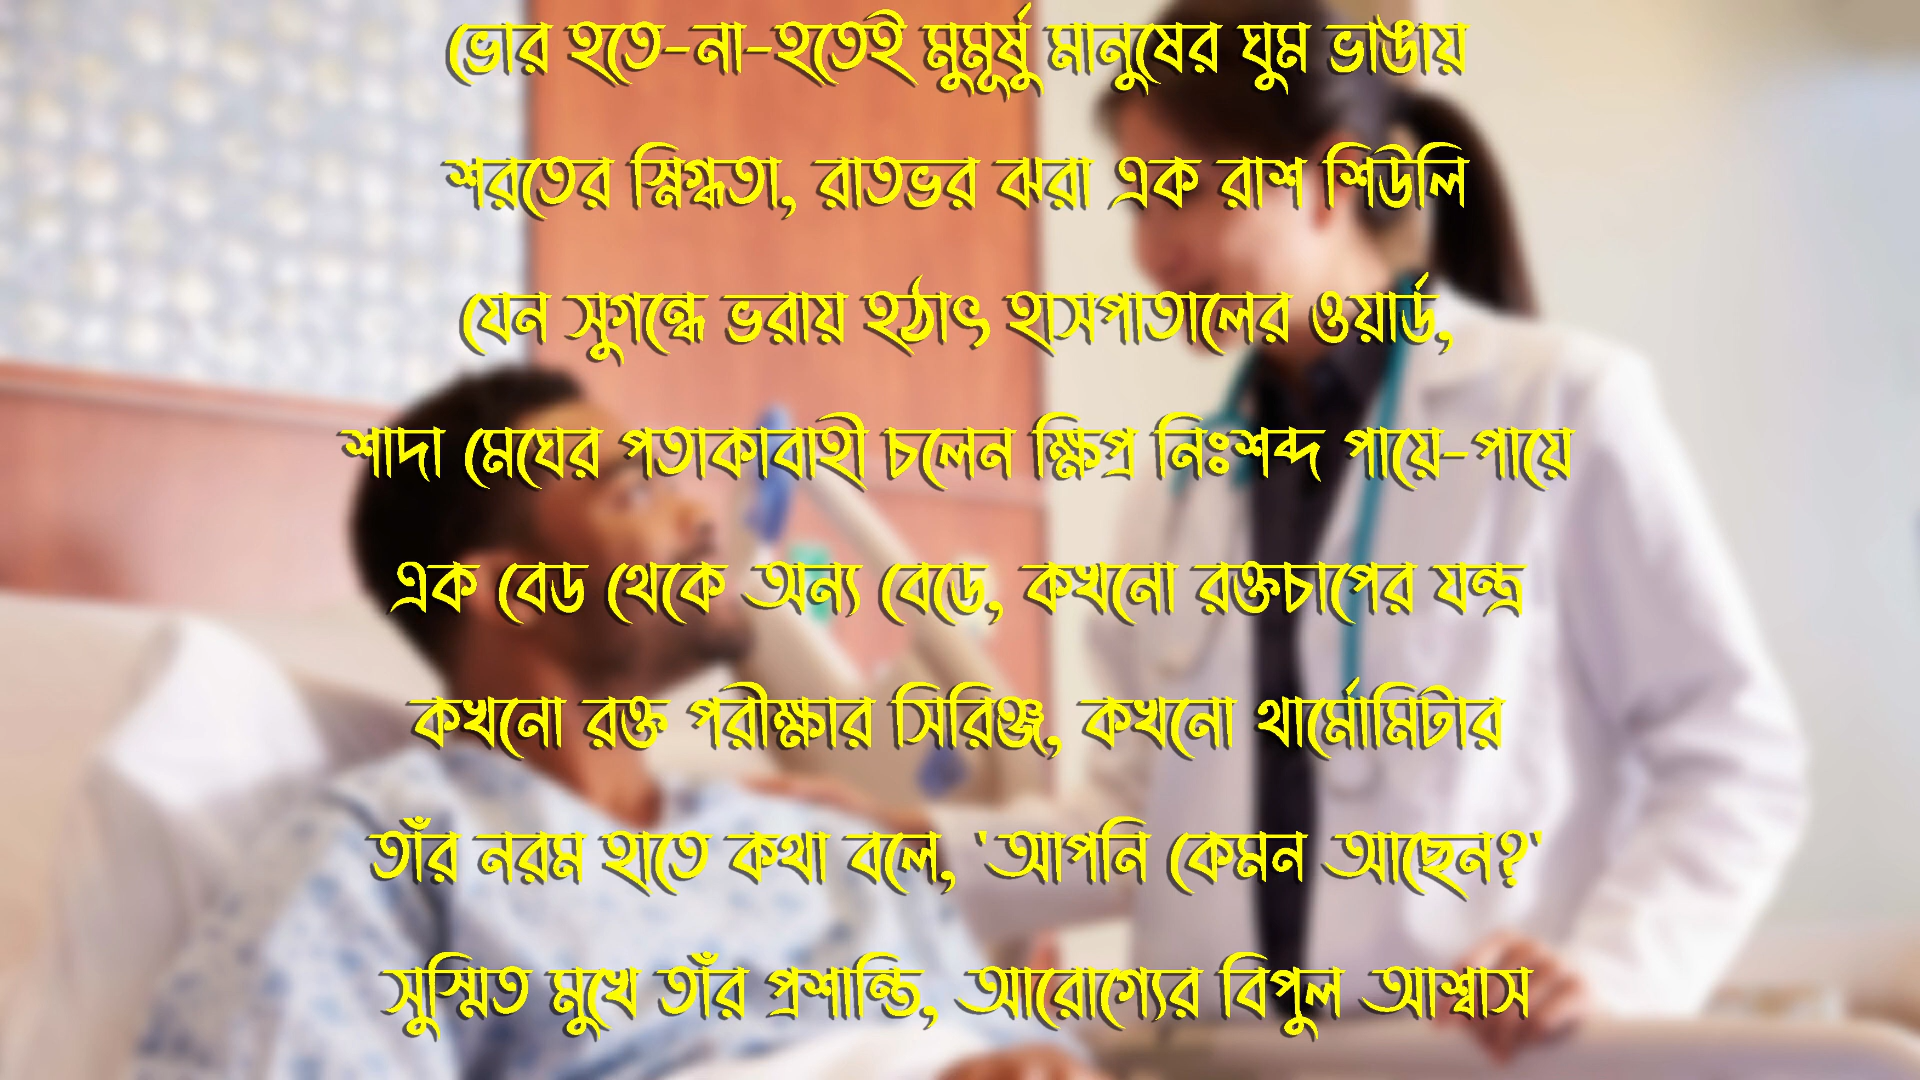 ভোর হতে-না-হতেই মুমূর্ষু মানুষের ঘুম ভাঙায়
শরতের স্নিগ্ধতা, রাতভর ঝরা এক রাশ শিউলি
যেন সুগন্ধে ভরায় হঠাৎ হাসপাতালের ওয়ার্ড,
শাদা মেঘের পতাকাবাহী চলেন ক্ষিপ্র নিঃশব্দ পায়ে-পায়ে
এক বেড থেকে অন্য বেডে, কখনো রক্তচাপের যন্ত্র
কখনো রক্ত পরীক্ষার সিরিঞ্জ, কখনো থার্মোমিটার
তাঁর নরম হাতে কথা বলে, 'আপনি কেমন আছেন?'
সুস্মিত মুখে তাঁর প্রশান্তি, আরোগ্যের বিপুল আশ্বাস